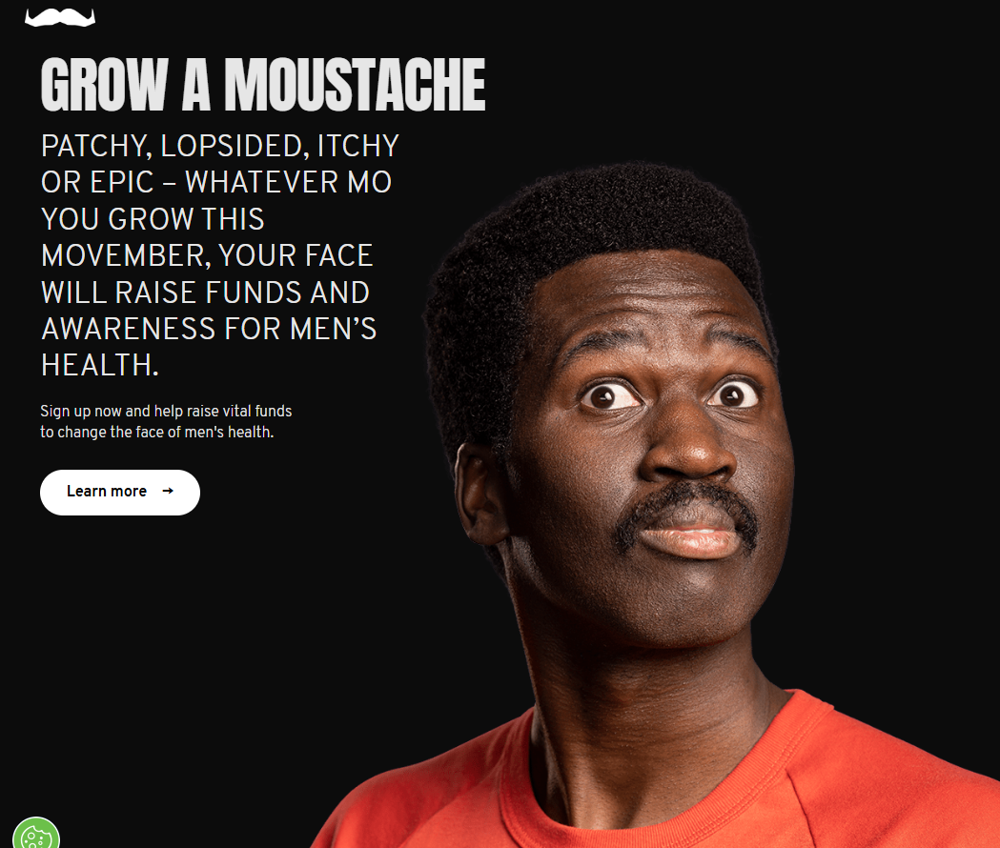 GROW A MOUSTACHE
PATCHY, LOPSIDED, ITCHY
OR EPIC – WHATEVER MO
YOU GROW THIS
MOVEMBER, YOUR FACE
WILL RAISE FUNDS AND
AWARENESS FOR MEN’S
HEALTH.
Sign up now and help raise vital funds
to change the face of men's health.
Learn more →